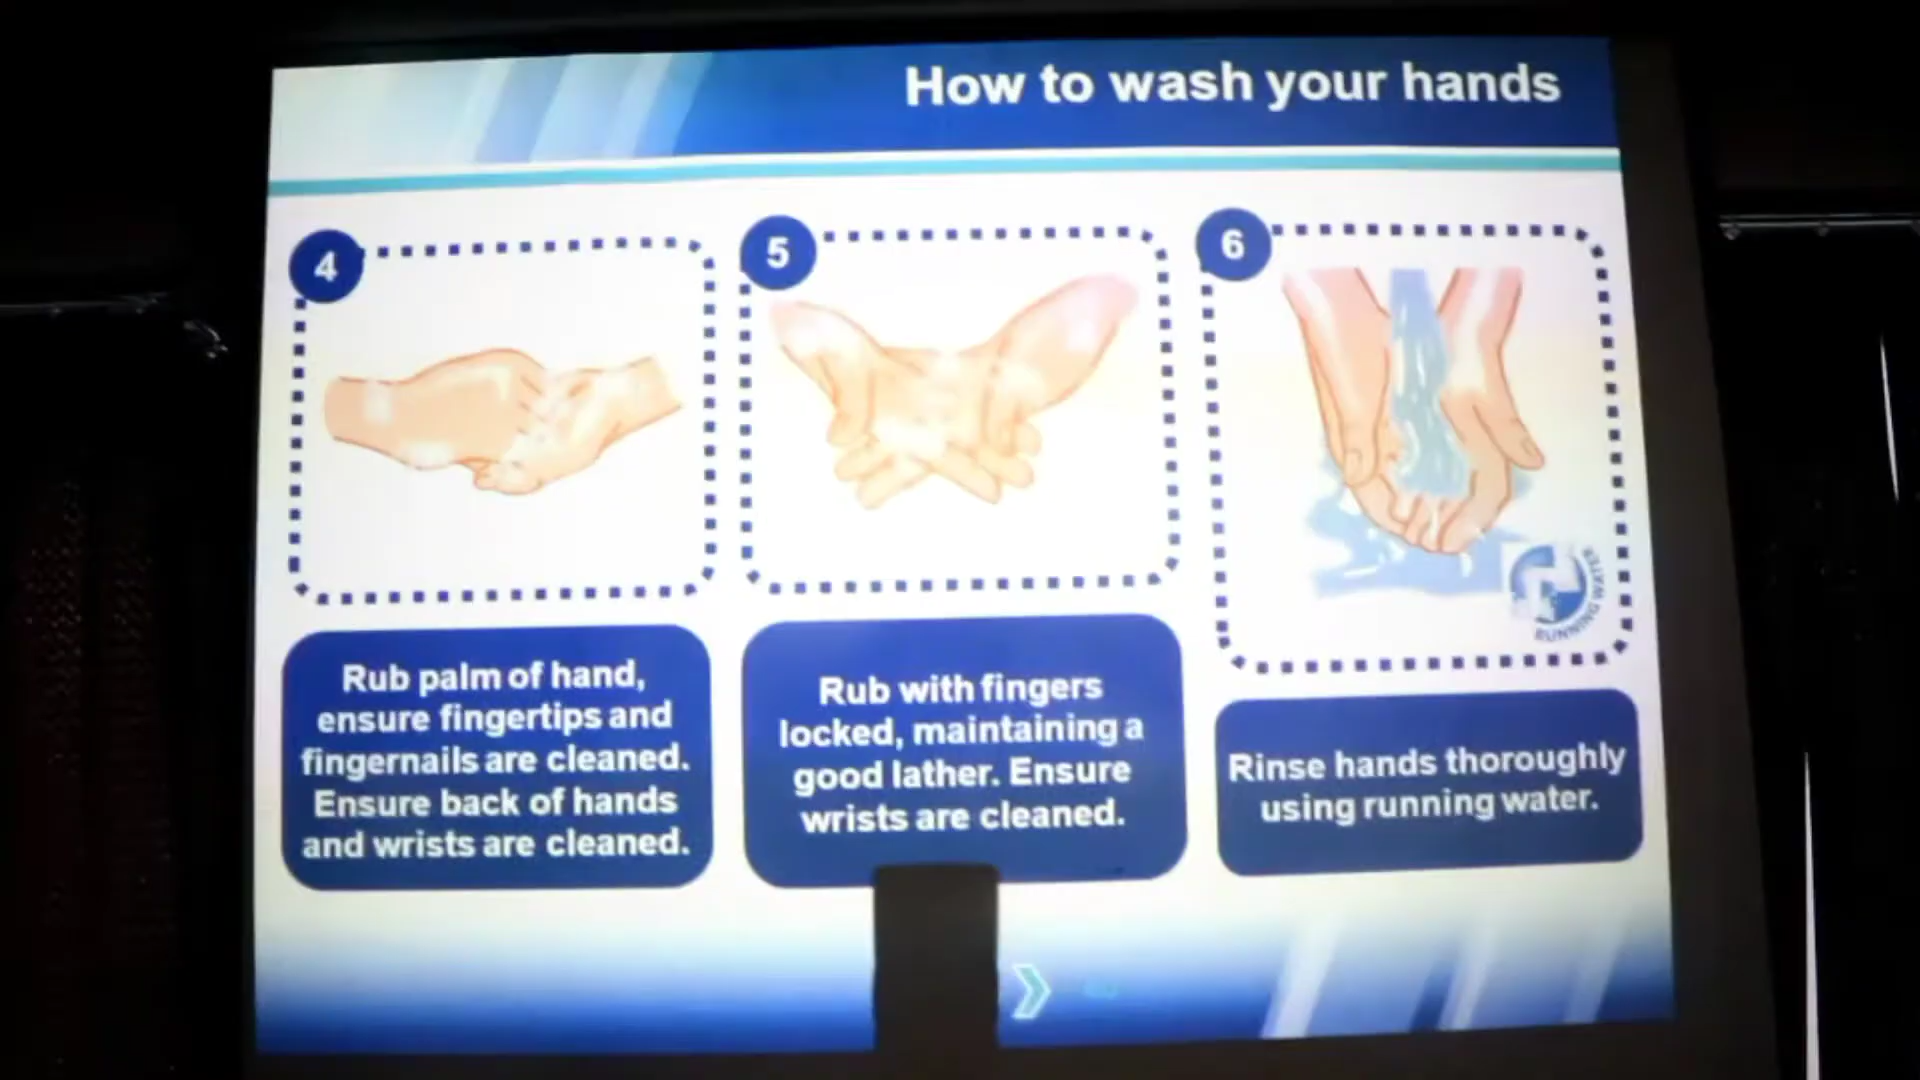 How to wash your hands
4
Rub palm of hand,
ensure fingertips and
fingernails are cleaned.
Ensure back of hands
and wrists are cleaned.
5
Rub with fingers
locked, maintaining a
good lather. Ensure
wrists are cleaned.
6
RUNNING WATER
Rinse hands thoroughly
using running water.